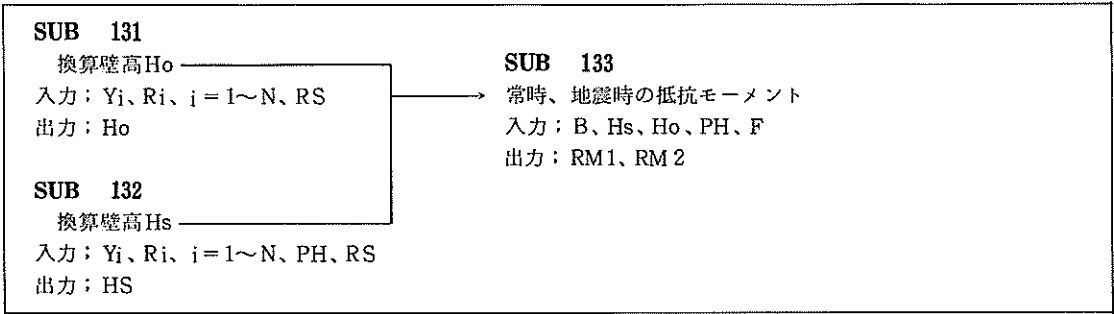 SUB 131
換算壁高Ho
入力；Yi、Ri、i＝1～N、RS
出力；Ho
SUB 132
換算壁高Hs
入力；Yi、Ri、i＝1～N、PH、RS
出力；HS
SUB 133
常時、地震時の抵抗モーメント
入力；B、Hs、Ho、PH、F
出力；RM1、RM2